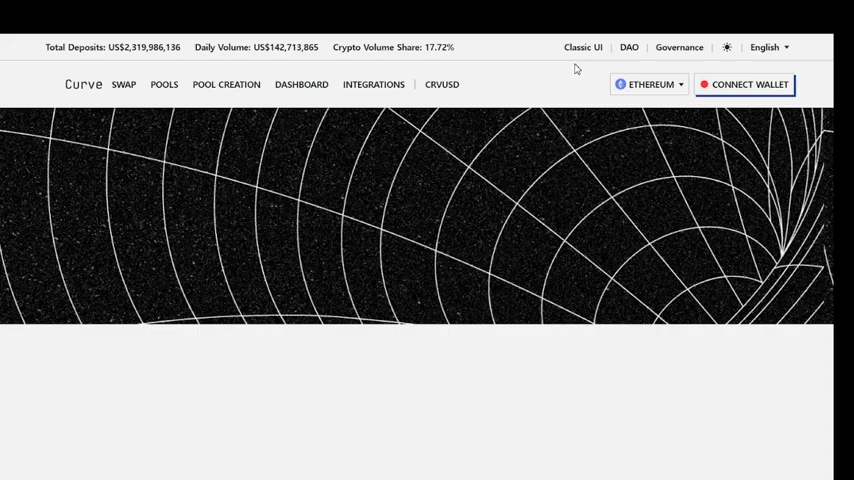 Total Deposits: US$2,319,986,136 Daily Volume: US$142,713,865 Crypto Volume Share: 17.72% Classic UI | DAO | Governance | English
Curve SWAP POOLS POOL CREATION DASHBOARD INTEGRATIONS | CRVUSD ETHEREUM CONNECT WALLET